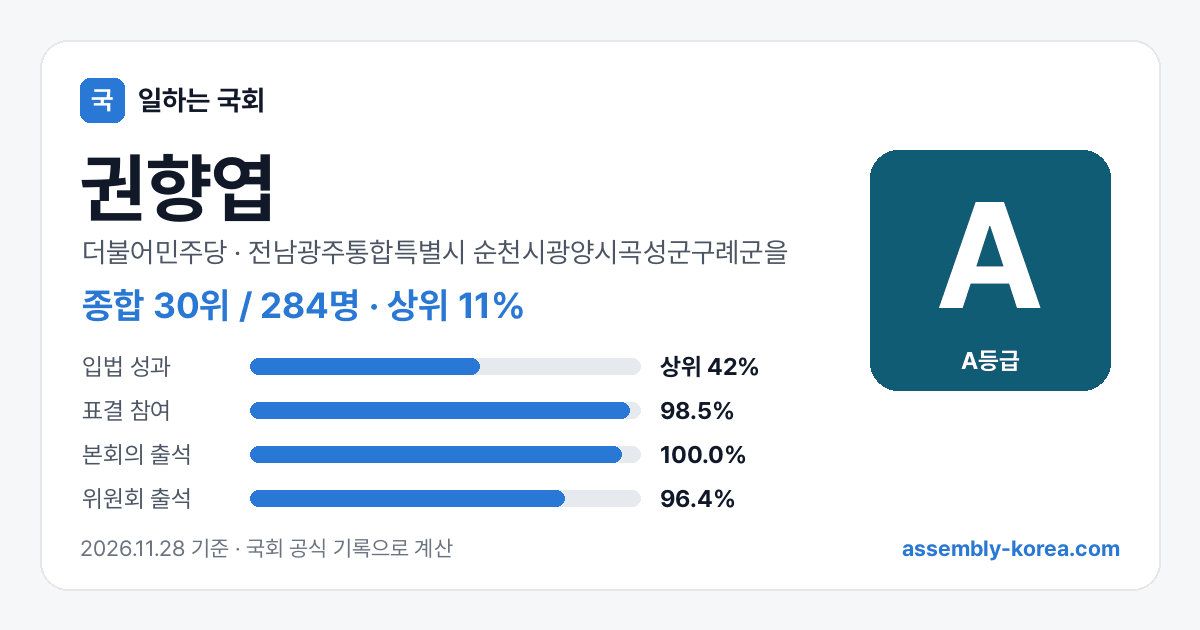 국 일하는 국회
권향엽
더불어민주당 · 전남광주통합특별시 순천시광양시곡성군구례군을
종합 30위 / 284명 · 상위 11%
A
A등급
입법 성과 상위 42%
표결 참여 98.5%
본회의 출석 100.0%
위원회 출석 96.4%
2026.11.28 기준 · 국회 공식 기록으로 계산
assembly-korea.com